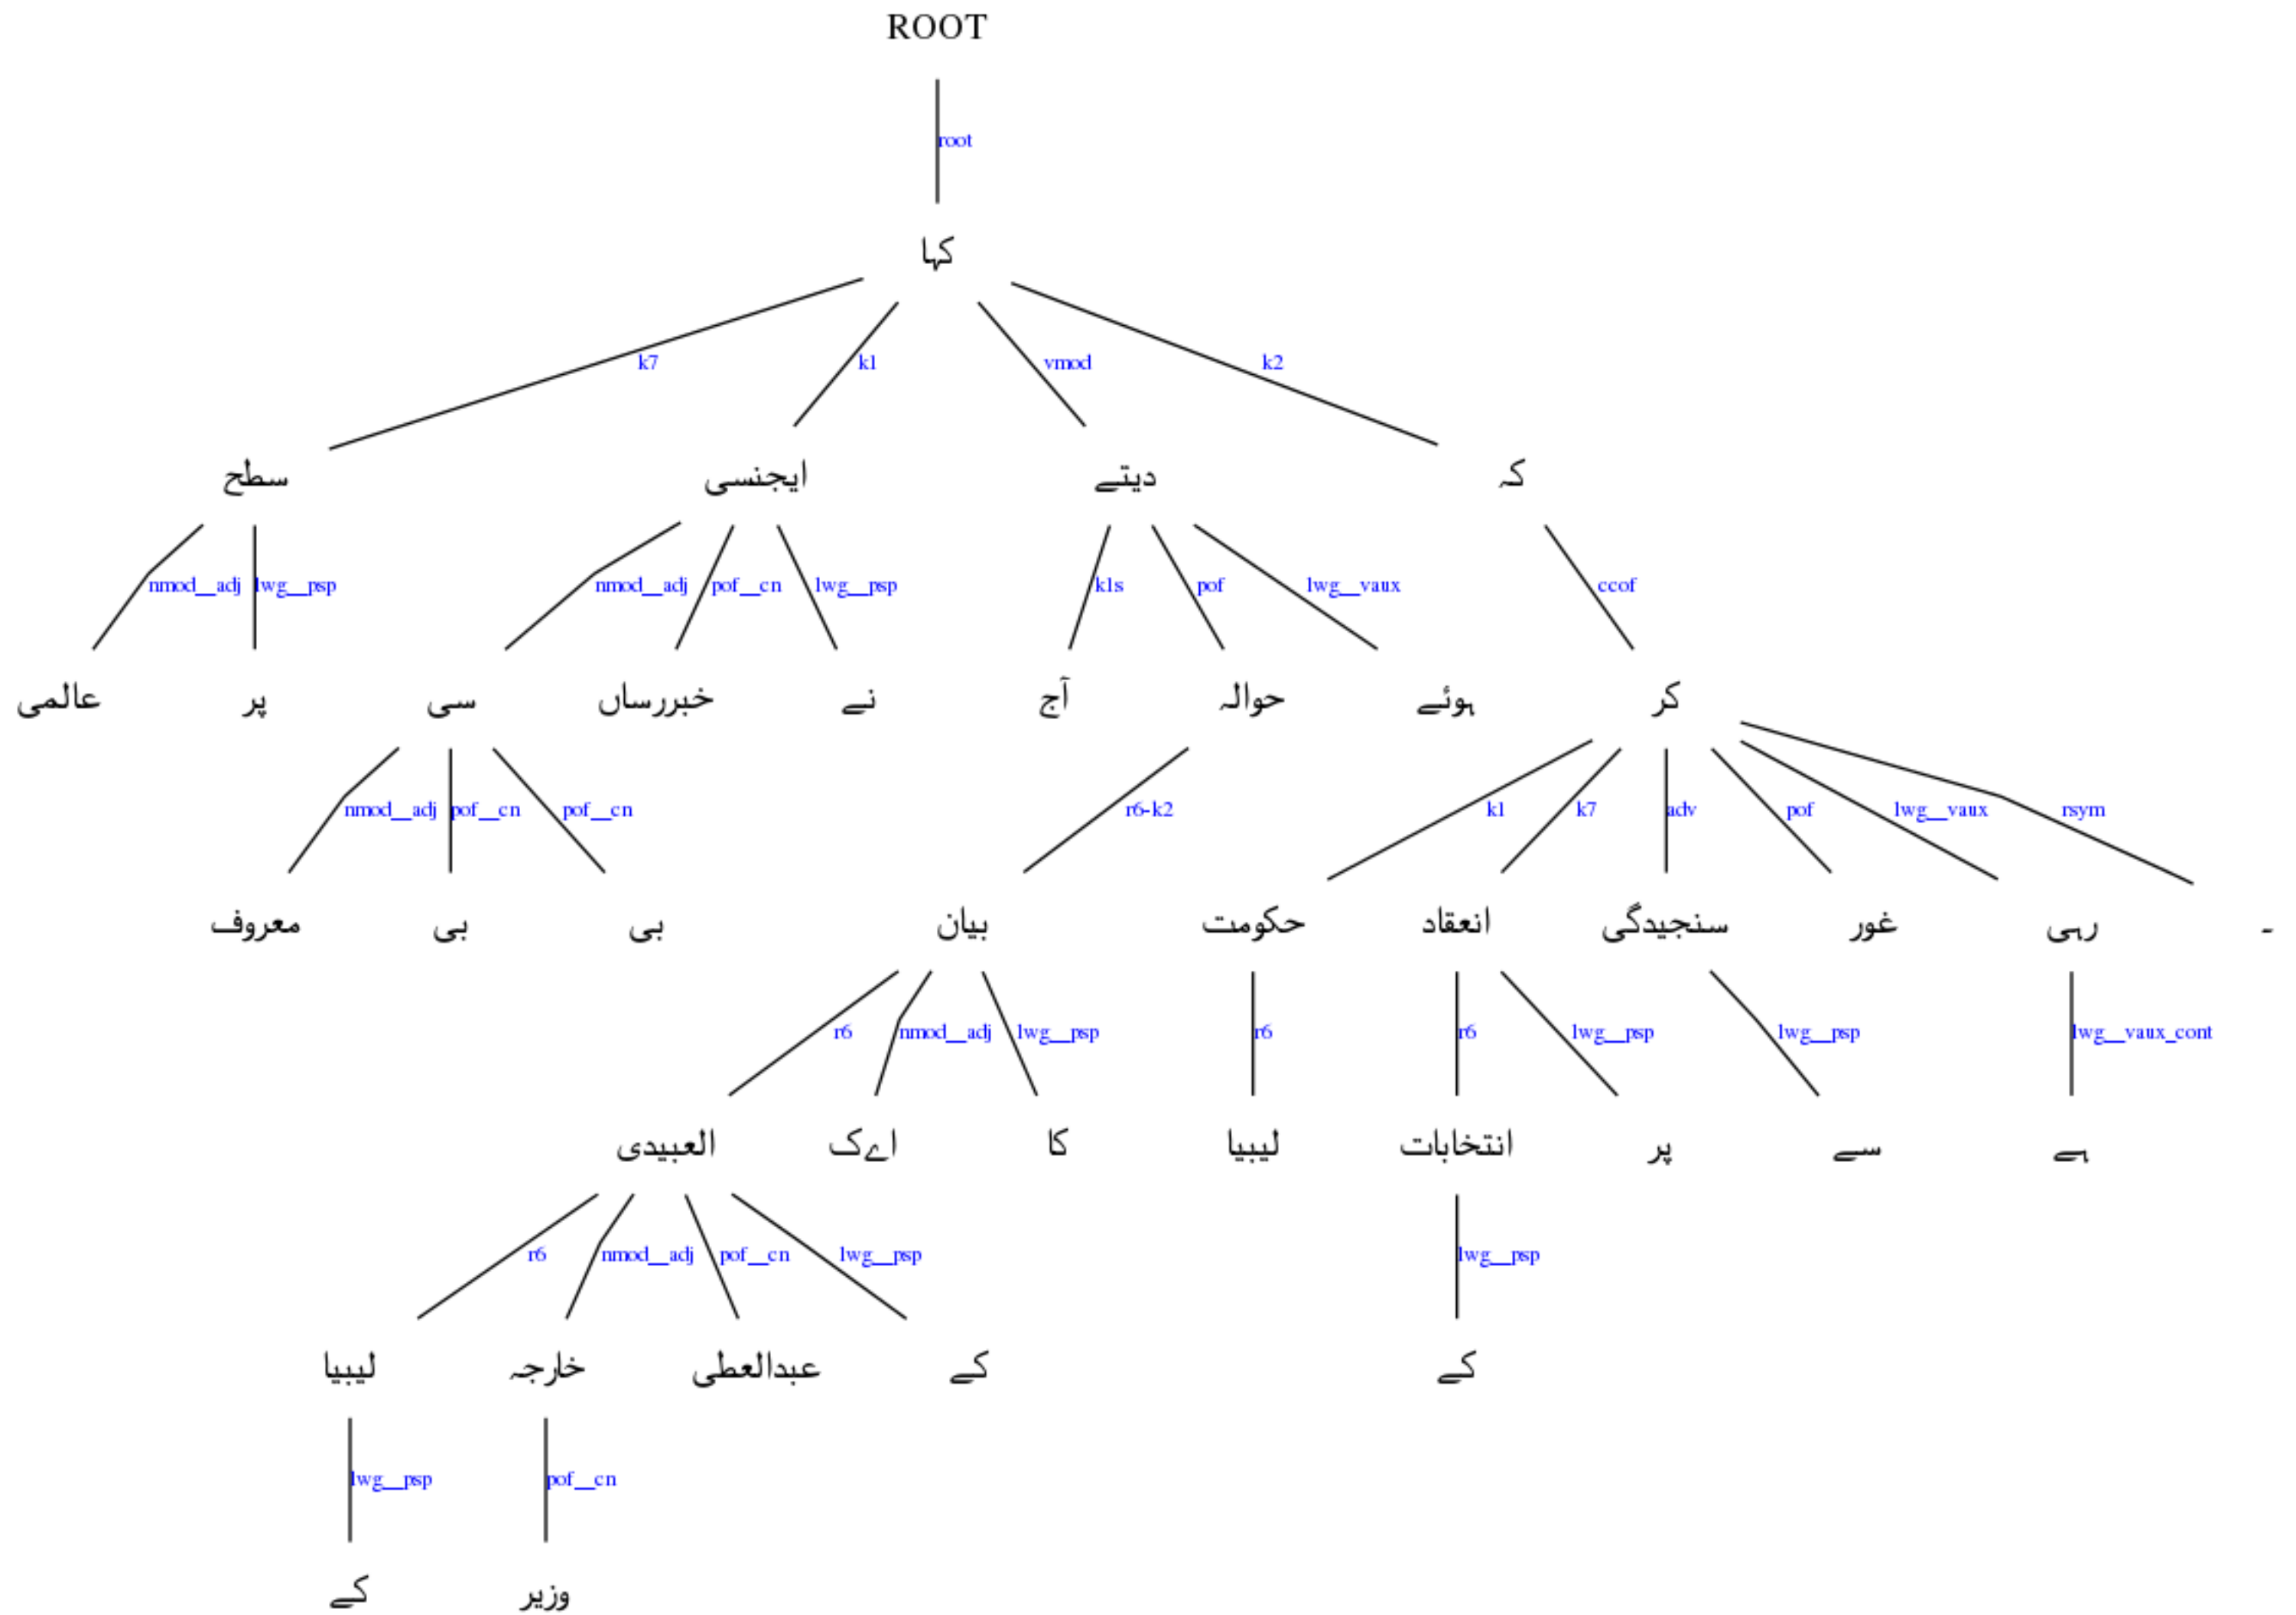 ROOT
root
کہا
k7 k1 vmod k2
سطح ایجنسی دیتے کہ
nmod__adj lwg__psp nmod__adj pof__cn lwg__psp k1s pof lwg__vaux ccof
عالمی پر سی خبررساں نے آج حوالہ ہوئے کر
nmod__adj pof__cn pof__cn r6-k2 k1 k7 adv pof lwg__vaux rsym
معروف بی بی بیان حکومت انعقاد سنجیدگی غور رہی ۔
r6 nmod__adj lwg__psp r6 r6 lwg__psp lwg__psp lwg__vaux_cont
العبیدی اےک کا لیبیا انتخابات پر سے ہے
r6 nmod__adj pof__cn lwg__psp lwg__psp
لیبیا خارجہ عبدالعطی کے کے
lwg__psp pof__cn
کے وزیر